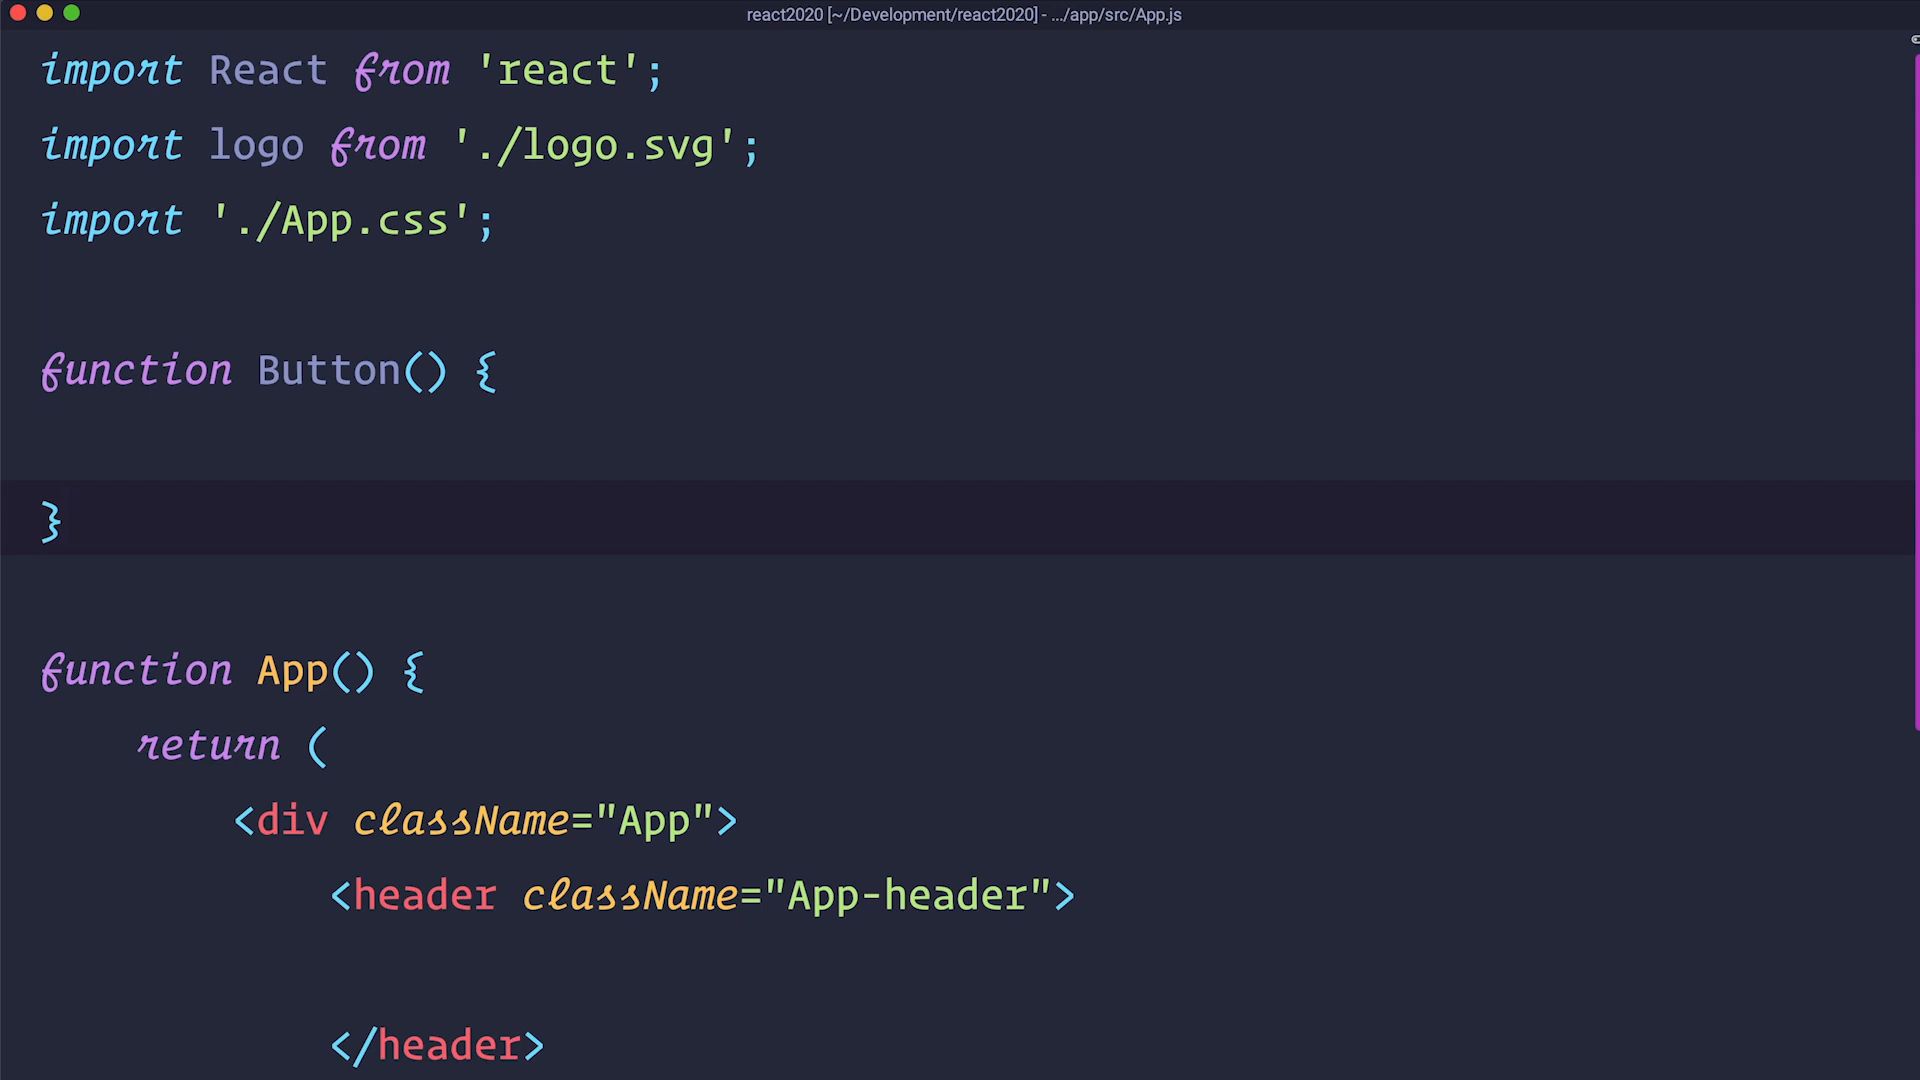 react2020 [~/Development/react2020] - .../app/src/App.js
import React from 'react';
import logo from './logo.svg';
import './App.css';
function Button() {
}
function App() {
return (
<div className="App">
<header className="App-header">
</header>